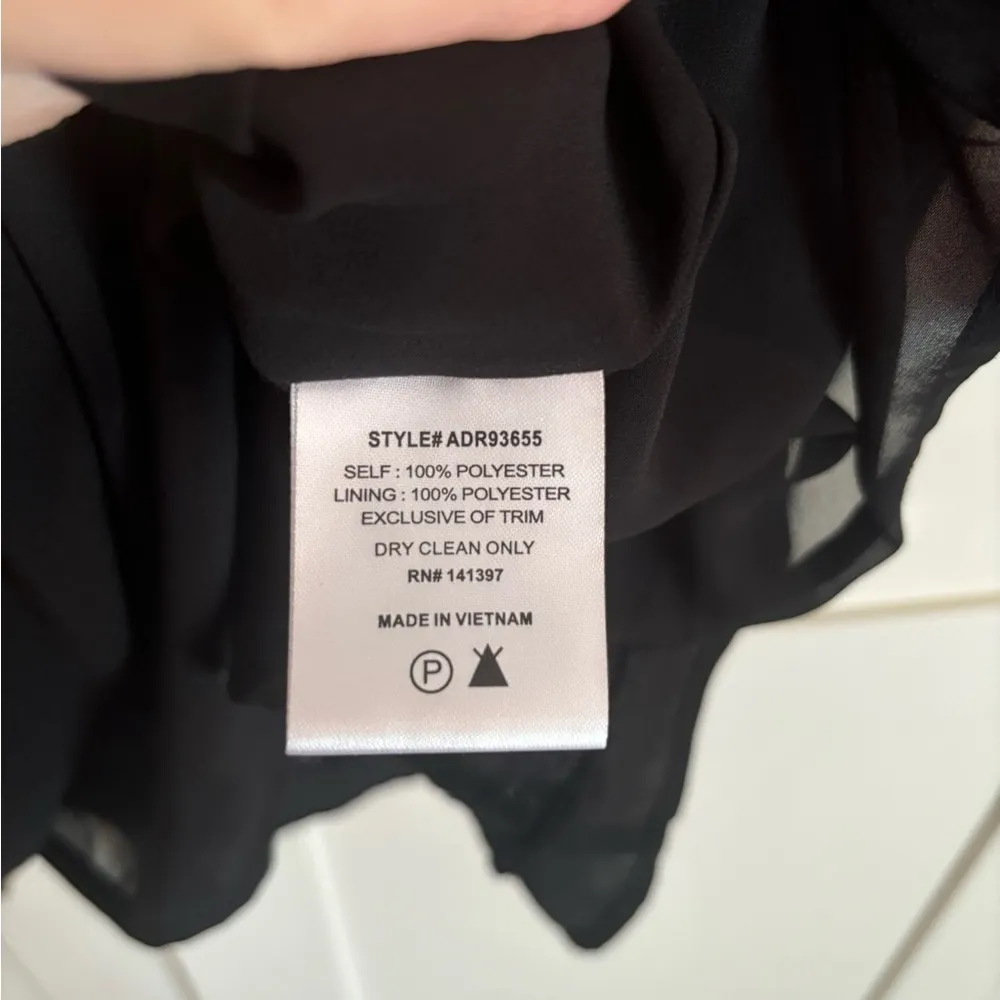 STYLE# ADR93655
SELF : 100% POLYESTER
LINING : 100% POLYESTER
EXCLUSIVE OF TRIM
DRY CLEAN ONLY
RN# 141397
MADE IN VIETNAM
P